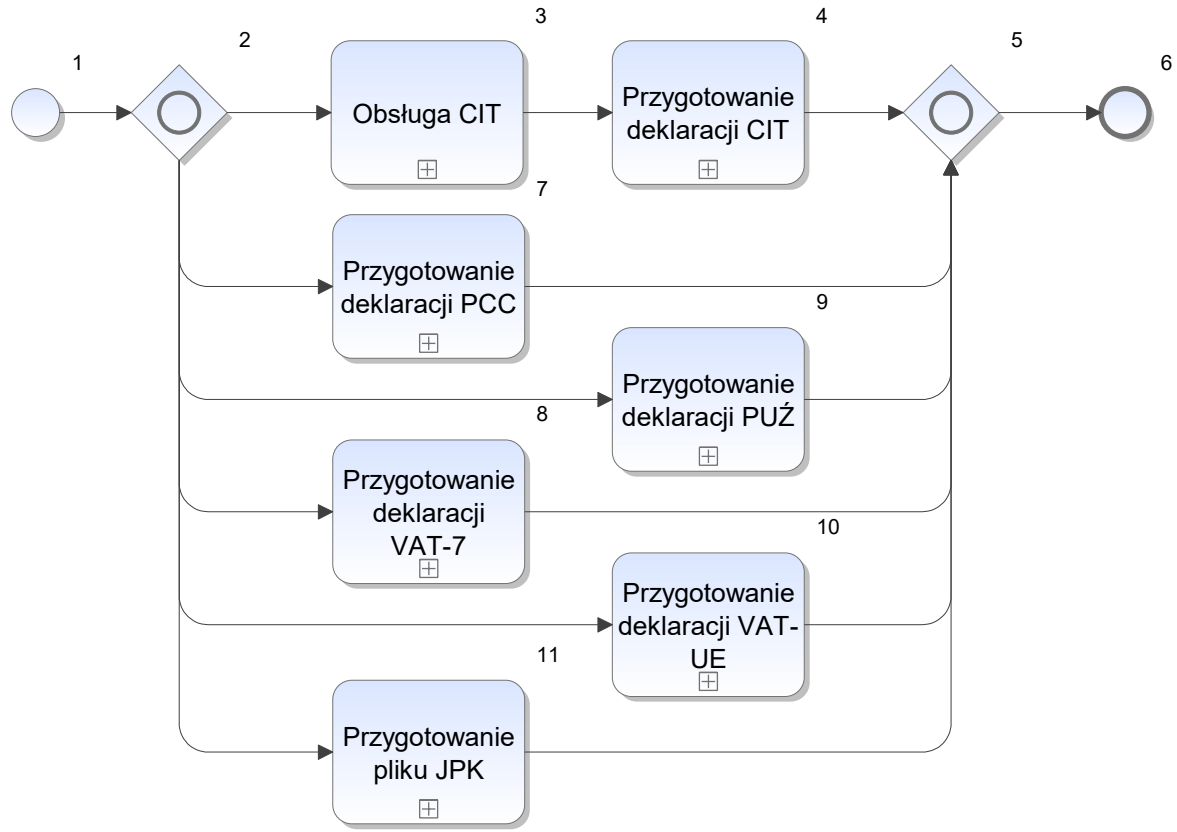 3
4
2
5
1
6
Obsługa CIT
Przygotowanie
deklaracji CIT
7
Przygotowanie
deklaracji PCC
9
Przygotowanie
deklaracji PUŹ
8
Przygotowanie
deklaracji
VAT-7
10
Przygotowanie
deklaracji VAT-
UE
11
Przygotowanie
pliku JPK